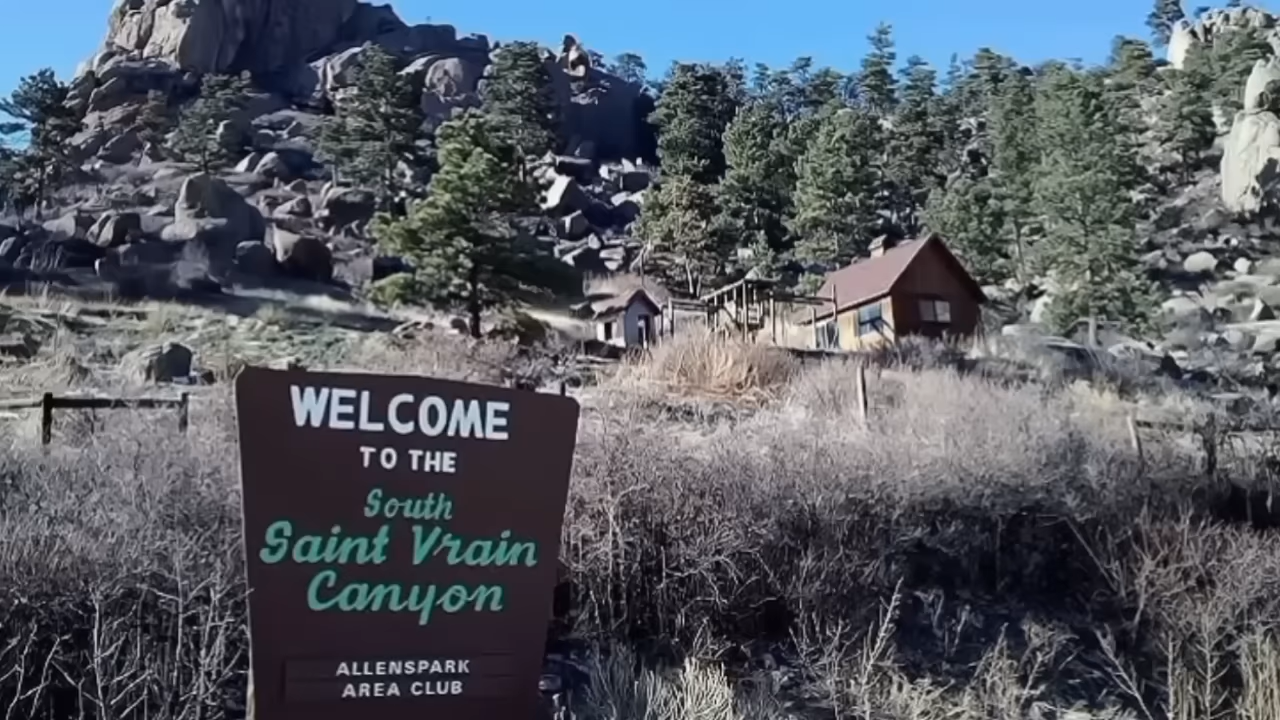 WELCOME
TO THE
South
Saint Vrain
Canyon
ALLENSPARK
AREA CLUB